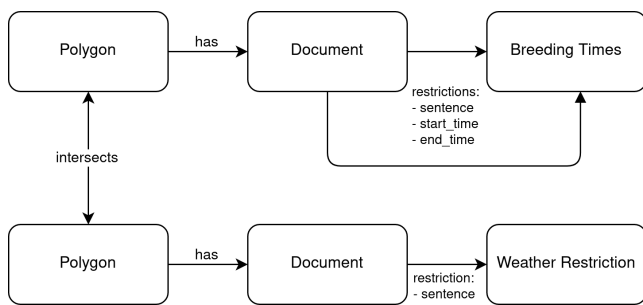 Polygon
has
Document
Breeding Times
restrictions:
- sentence
- start_time
- end_time
intersects
Polygon
has
Document
restriction:
- sentence
Weather Restriction